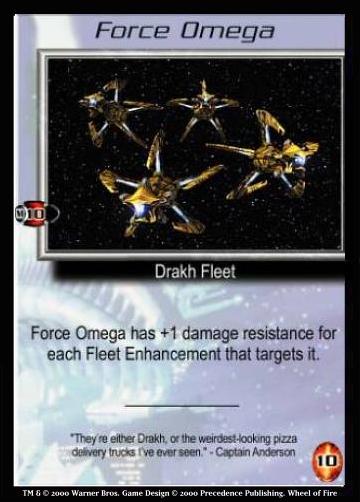 Force Omega
M 10
Drakh Fleet
Force Omega has +1 damage resistance for
each Fleet Enhancement that targets it.
"They're either Drakh, or the weirdest-looking pizza
delivery trucks I've ever seen." - Captain Anderson
10
TM & © 2000 Warner Bros. Game Design © 2000 Precedence Publishing. Wheel of Fire